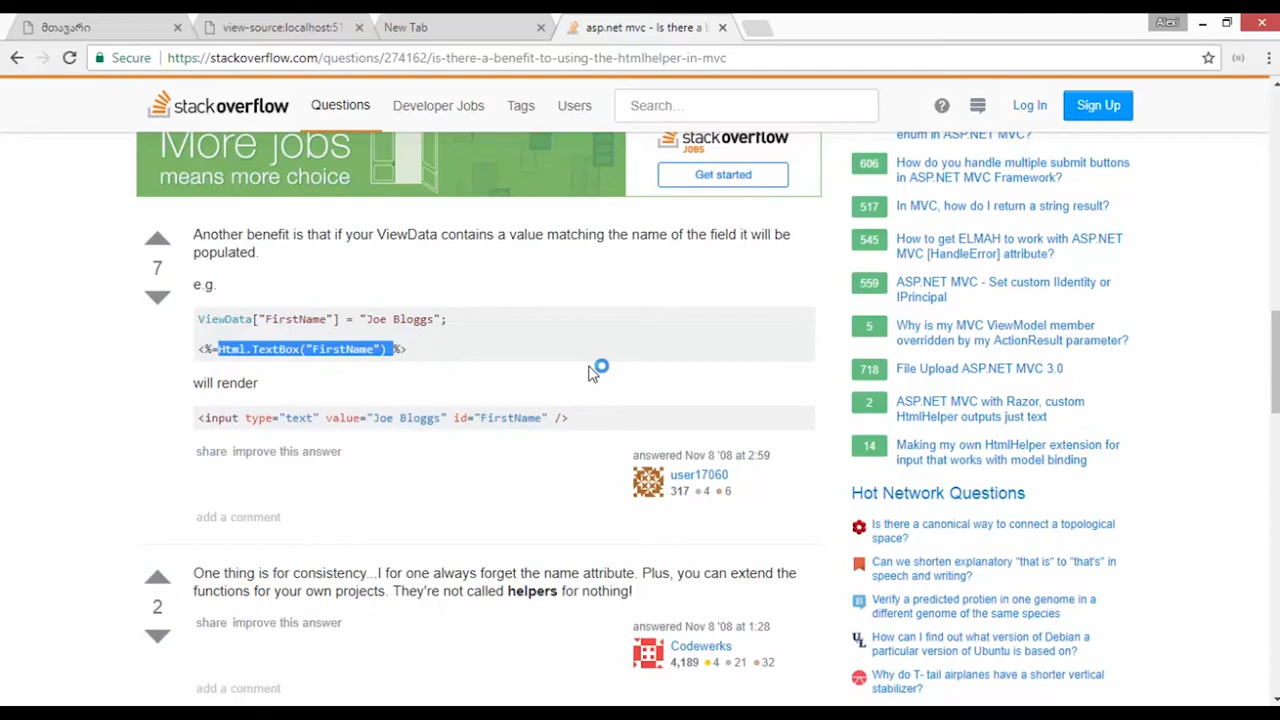 მთავარი
view-source:localhost:51
New Tab
asp.net mvc - Is there a b
Alexi
Secure
https://stackoverflow.com/questions/274162/is-there-a-benefit-to-using-the-htmlhelper-in-mvc
stackoverflow
Questions
Developer Jobs
Tags
Users
Search...
Log In
Sign Up
More jobs
means more choice
stackoverflow
JOBS
Get started
Another benefit is that if your ViewData contains a value matching the name of the field it will be
populated.
7
e.g.
ViewData["FirstName"] = "Joe Bloggs";
<%=Html.TextBox("FirstName") %>
will render
<input type="text" value="Joe Bloggs" id="FirstName" />
share improve this answer
answered Nov 8 '08 at 2:59
user17060
317 4 6
add a comment
One thing is for consistency...I for one always forget the name attribute. Plus, you can extend the
functions for your own projects. They're not called helpers for nothing!
2
share improve this answer
answered Nov 8 '08 at 1:28
Codewerks
4,189 4 21 32
add a comment
enum in ASP.NET MVC?
606 How do you handle multiple submit buttons
in ASP.NET MVC Framework?
517 In MVC, how do I return a string result?
545 How to get ELMAH to work with ASP.NET
MVC [HandleError] attribute?
559 ASP.NET MVC - Set custom IIdentity or
IPrincipal
5 Why is my MVC ViewModel member
overridden by my ActionResult parameter?
718 File Upload ASP.NET MVC 3.0
2 ASP.NET MVC with Razor, custom
HtmlHelper outputs just text
14 Making my own HtmlHelper extension for
input that works with model binding
Hot Network Questions
Is there a canonical way to connect a topological
space?
Can we shorten explanatory "that is" to "that's" in
speech and writing?
Verify a predicted protien in one genome in a
different genome of the same species
How can I find out what version of Debian a
particular version of Ubuntu is based on?
Why do T- tail airplanes have a shorter vertical
stabilizer?